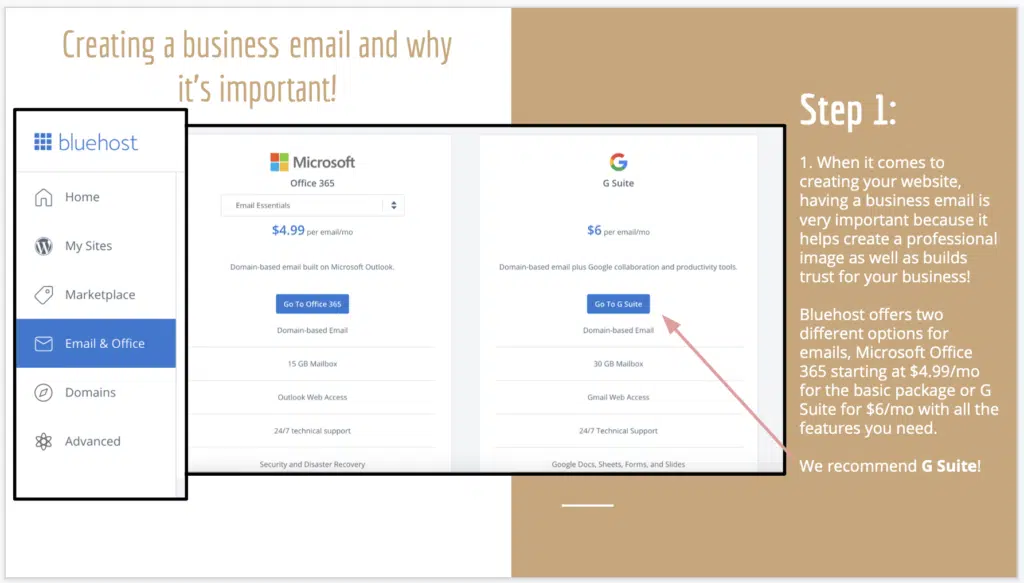 Creating a business email and why
it's important!
bluehost
Home
My Sites
Marketplace
Email & Office
Domains
Advanced
Microsoft
Office 365
Email Essentials
$4.99 per email/mo
Domain-based email built on Microsoft Outlook.
Go To Office 365
Domain-based Email
15 GB Mailbox
Outlook Web Access
24/7 technical support
Security and Disaster Recovery
G Suite
$6 per email/mo
Domain-based email plus Google collaboration and productivity tools.
Go To G Suite
Domain-based Email
30 GB Mailbox
Gmail Web Access
24/7 Technical Support
Google Docs, Sheets, Forms, and Slides
Step 1:
1. When it comes to
creating your website,
having a business email is
very important because it
helps create a professional
image as well as builds
trust for your business!
Bluehost offers two
different options for
emails, Microsoft Office
365 starting at $4.99/mo
for the basic package or G
Suite for $6/mo with all the
features you need.
We recommend G Suite!